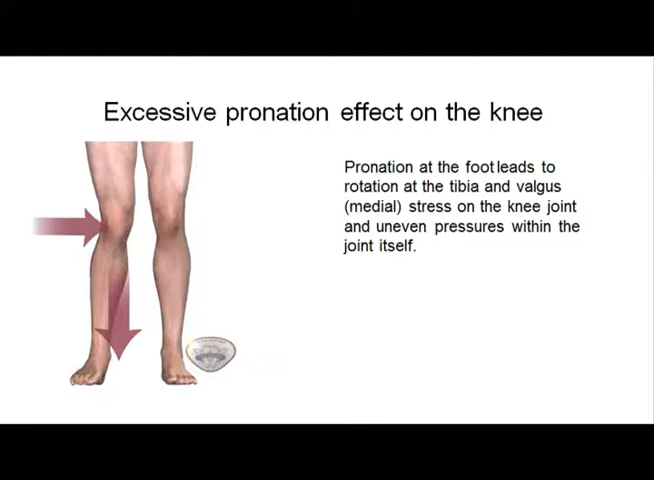 Excessive pronation effect on the knee
Pronation at the foot leads to
rotation at the tibia and valgus
(medial) stress on the knee joint
and uneven pressures within the
joint itself.